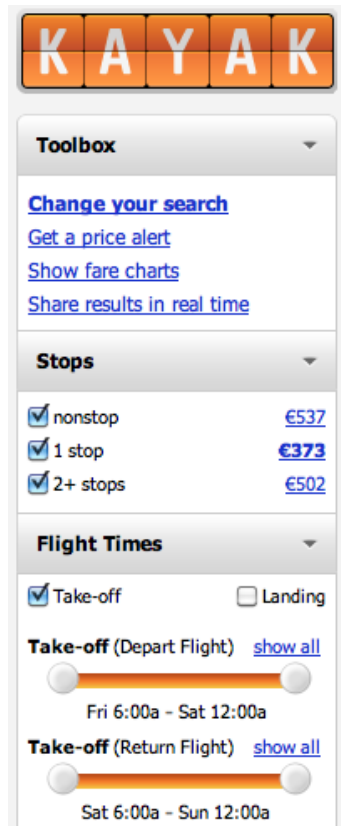 KAYAK
Toolbox
Change your search
Get a price alert
Show fare charts
Share results in real time
Stops
nonstop €537
1 stop €373
2+ stops €502
Flight Times
Take-off Landing
Take-off (Depart Flight) show all
Fri 6:00a - Sat 12:00a
Take-off (Return Flight) show all
Sat 6:00a - Sun 12:00a